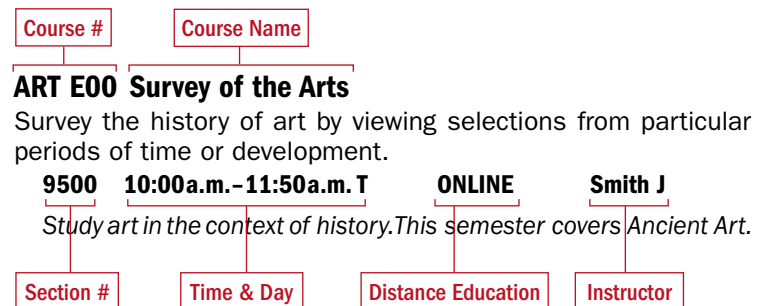 Course # Course Name
ART E00 Survey of the Arts
Survey the history of art by viewing selections from particular
periods of time or development.
9500 10:00a.m.–11:50a.m. T ONLINE Smith J
Study art in the context of history. This semester covers Ancient Art.
Section # Time & Day Distance Education Instructor